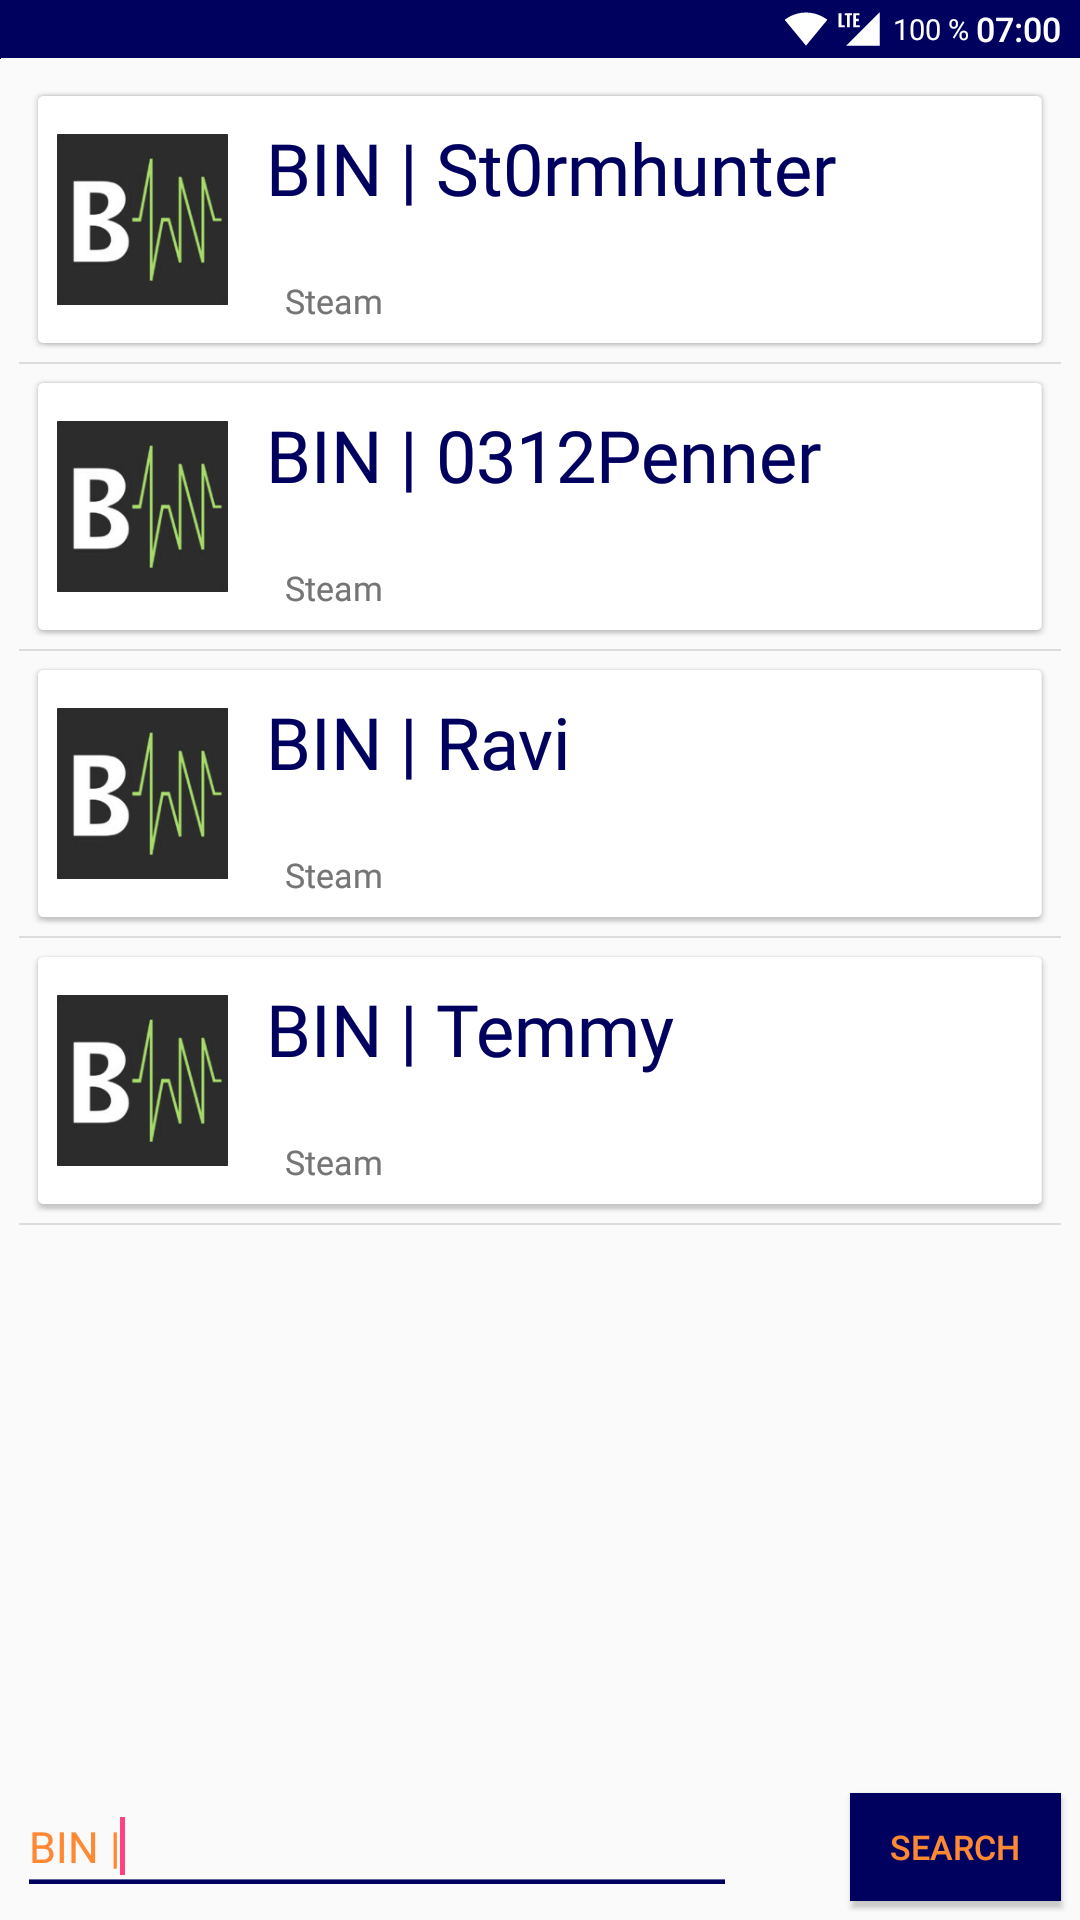 LTE 100 % 07:00
BIN | St0rmhunter
Steam
BIN | 0312Penner
Steam
BIN | Ravi
Steam
BIN | Temmy
Steam
BIN |
SEARCH